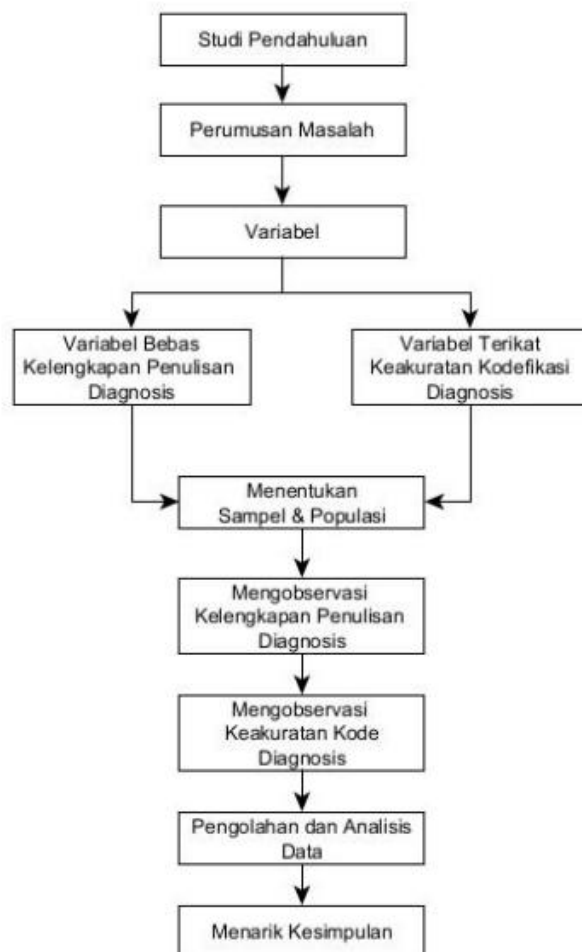 Studi Pendahuluan
Perumusan Masalah
Variabel
Variabel Bebas
Kelengkapan Penulisan
Diagnosis
Variabel Terikat
Keakuratan Kodefikasi
Diagnosis
Menentukan
Sampel & Populasi
Mengobservasi
Kelengkapan Penulisan
Diagnosis
Mengobservasi
Keakuratan Kode
Diagnosis
Pengolahan dan Analisis
Data
Menarik Kesimpulan